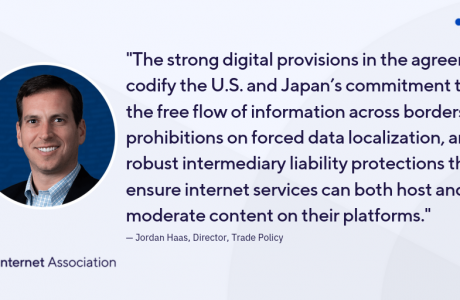 "The strong digital provisions in the agreem
codify the U.S. and Japan’s commitment t
the free flow of information across borders
prohibitions on forced data localization, an
robust intermediary liability protections th
ensure internet services can both host and
moderate content on their platforms."
— Jordan Haas, Director, Trade Policy
nternet Association